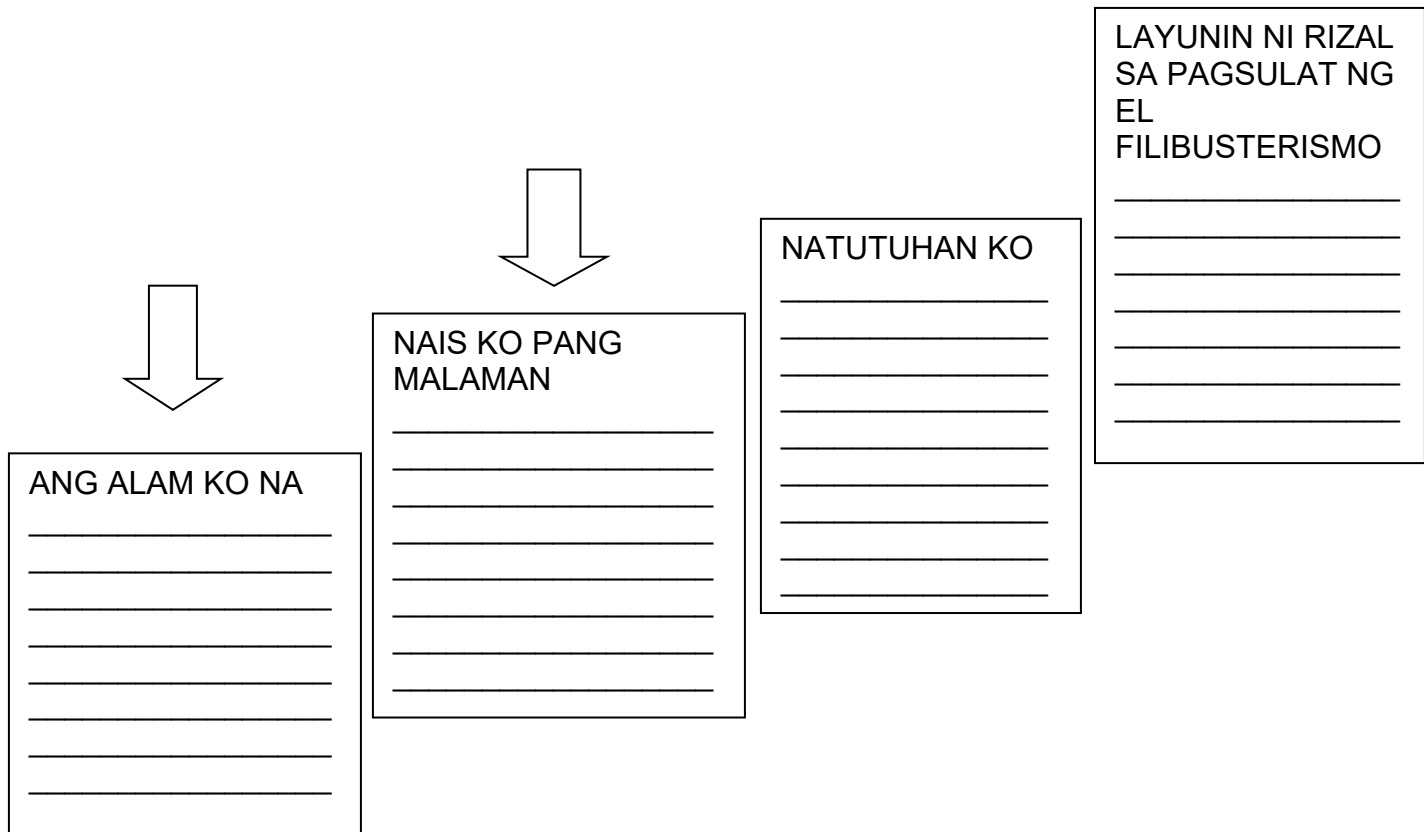 ANG ALAM KO NA
NAIS KO PANG
MALAMAN
NATUTUHAN KO
LAYUNIN NI RIZAL
SA PAGSULAT NG
EL
FILIBUSTERISMO